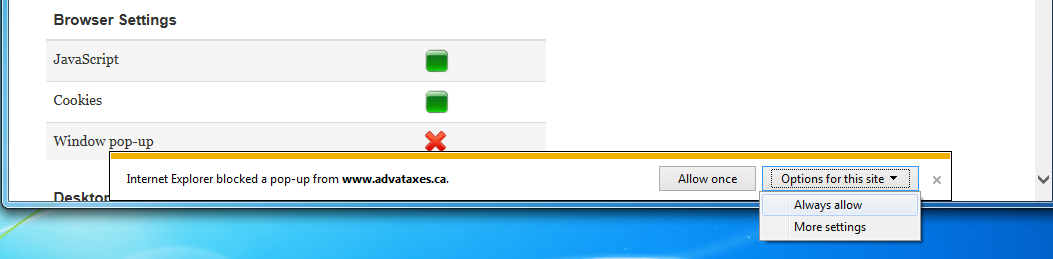 Browser Settings
JavaScript
Cookies
Window pop-up
Internet Explorer blocked a pop-up from www.advataxes.ca.
Allow once
Options for this site
Always allow
More settings
Desktop